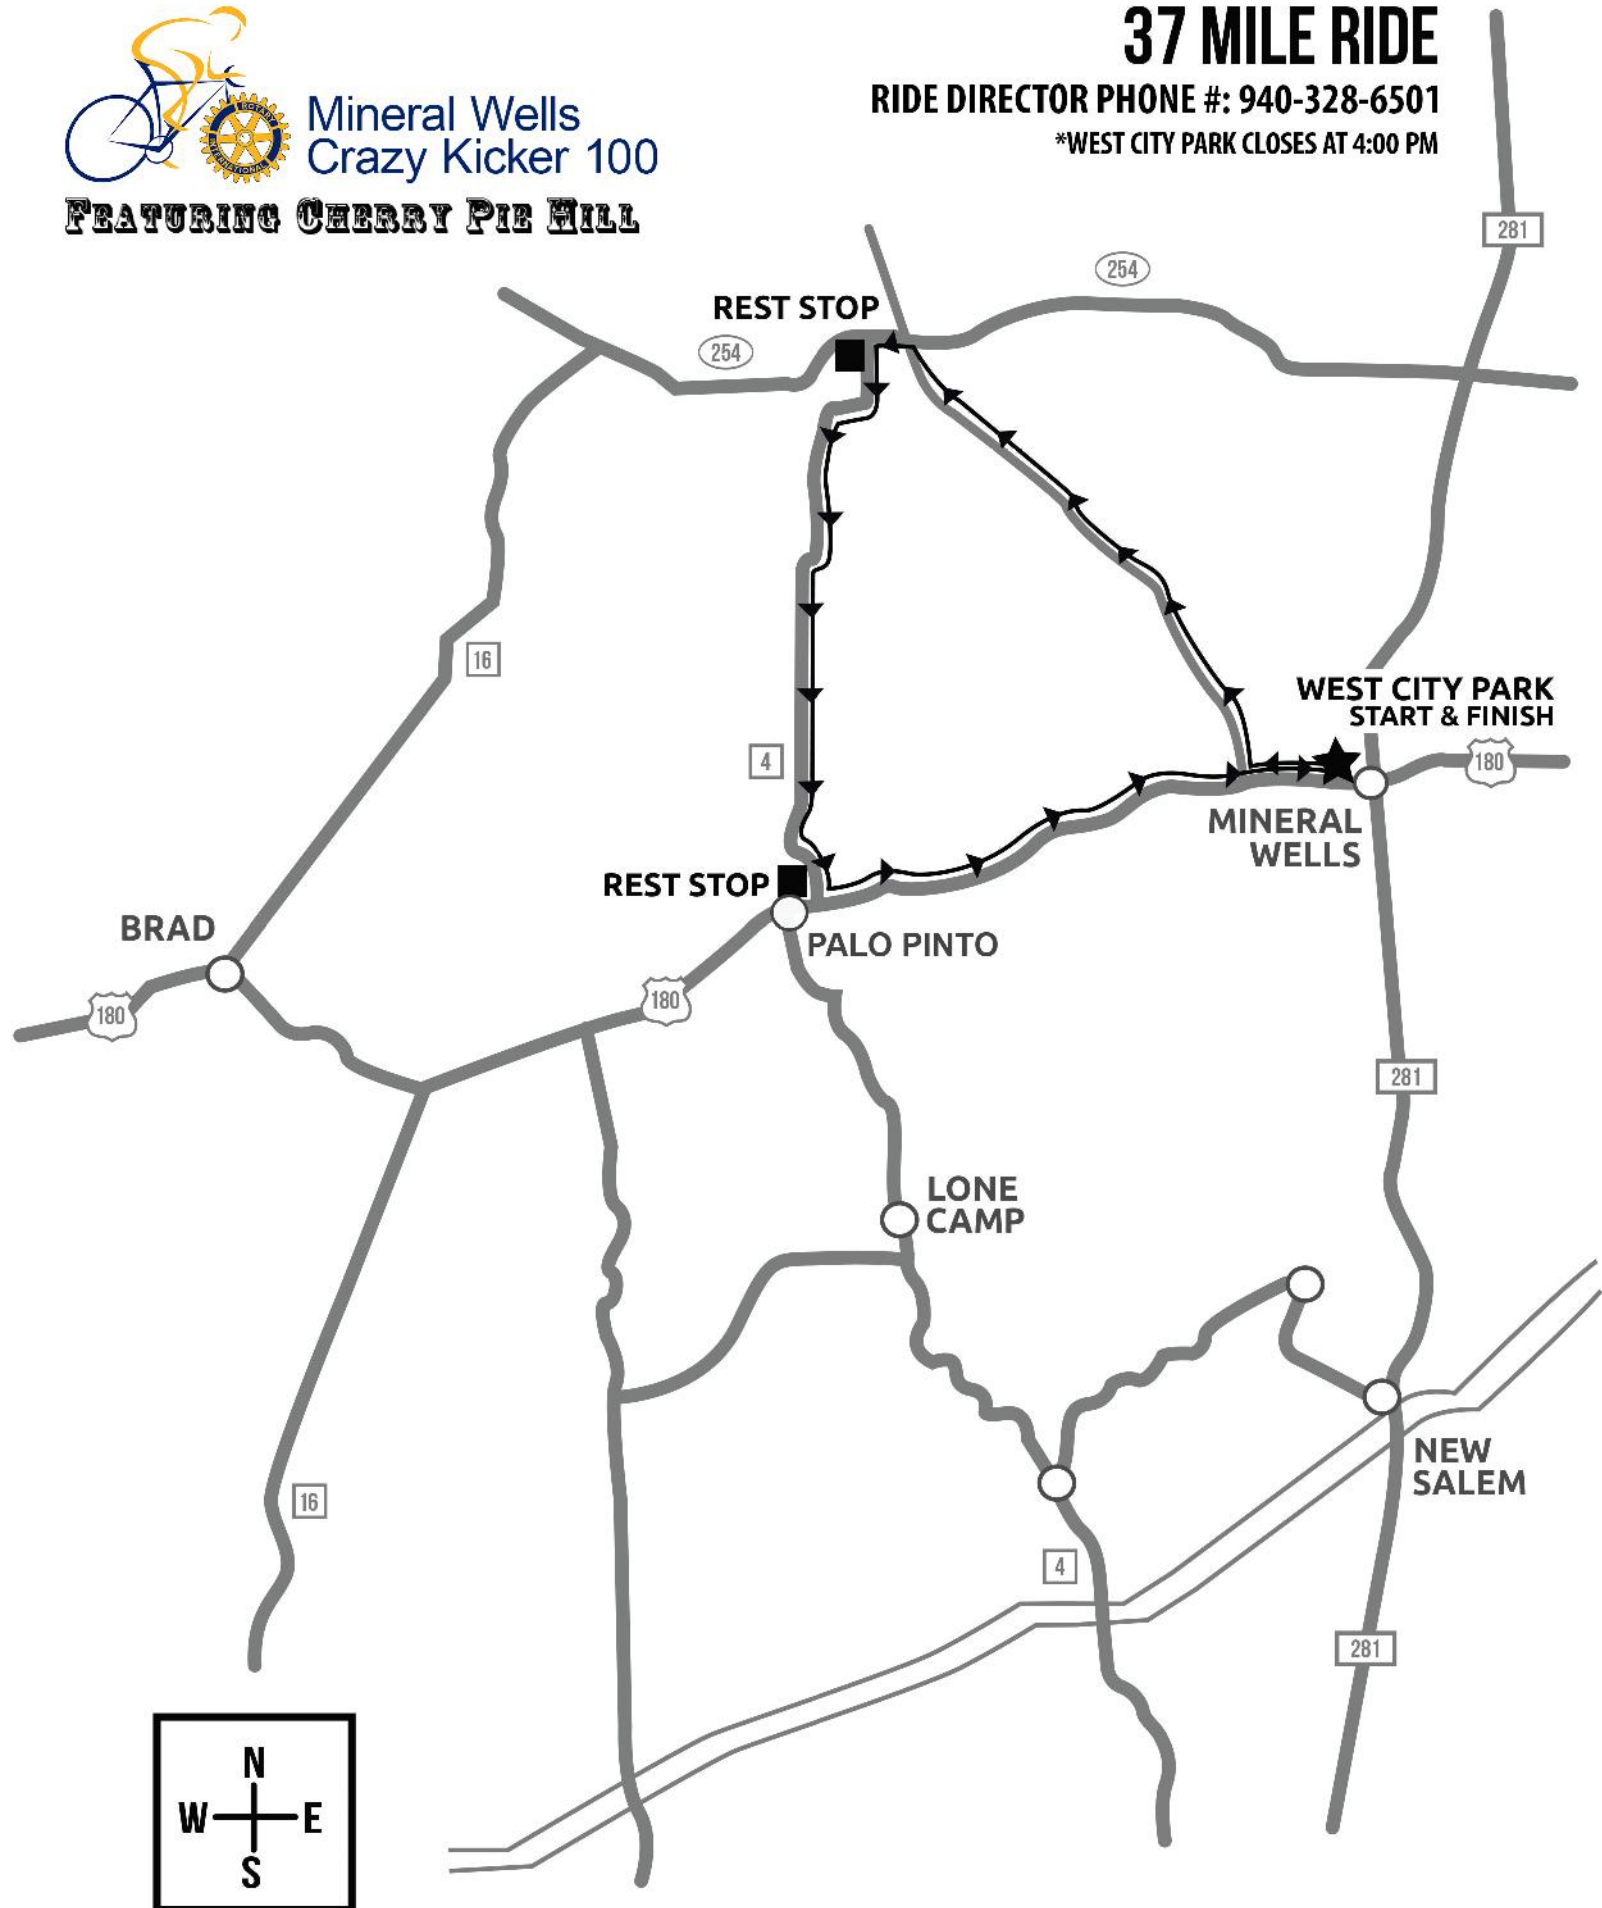 37 MILE RIDE
RIDE DIRECTOR PHONE #: 940-328-6501
*WEST CITY PARK CLOSES AT 4:00 PM
ROTARY
INTERNATIONAL
Mineral Wells
Crazy Kicker 100
FEATURING CHERRY PIE HILL
281
254
REST STOP
254
16
WEST CITY PARK
START & FINISH
4
180
MINERAL
WELLS
REST STOP
BRAD
PALO PINTO
180
180
281
LONE
CAMP
NEW
SALEM
16
4
281
N
W E
S